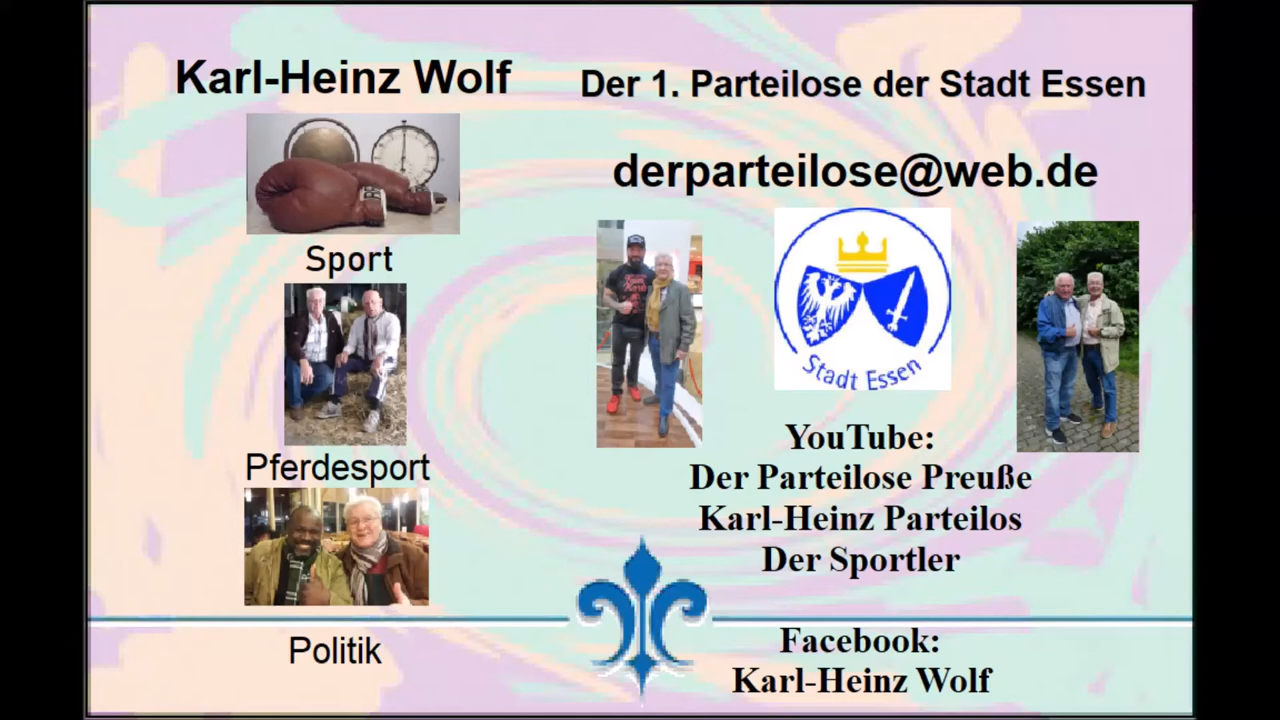 Karl-Heinz Wolf
Der 1. Parteilose der Stadt Essen
derparteilose@web.de
Sport
Pferdesport
Politik
Stadt Essen
YouTube:
Der Parteilose Preuße
Karl-Heinz Parteilos
Der Sportler
Facebook:
Karl-Heinz Wolf